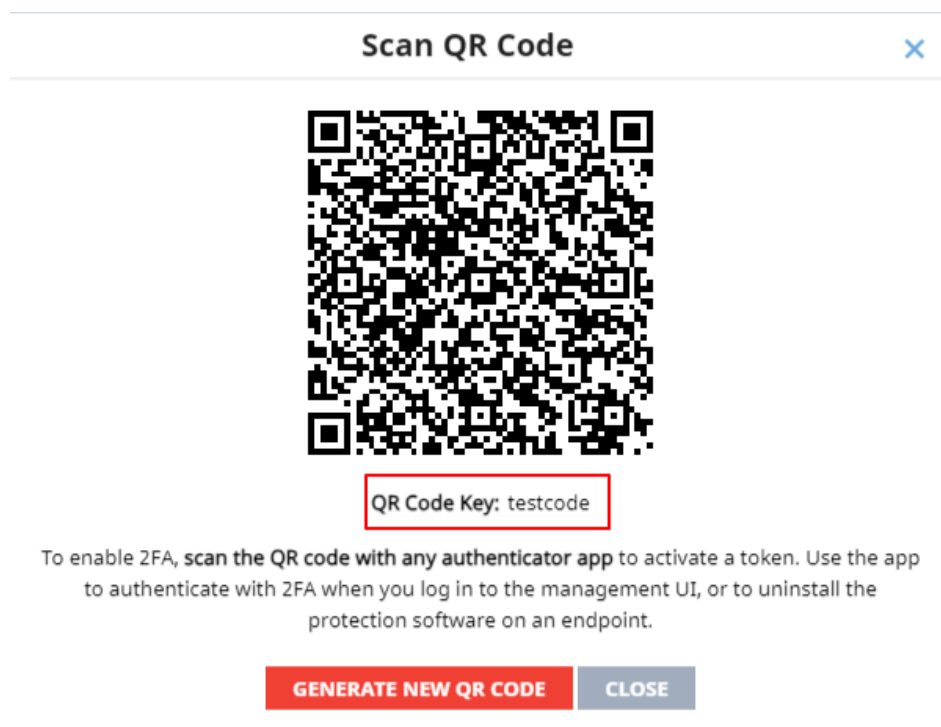 Scan QR Code
QR Code Key: testcode
To enable 2FA, scan the QR code with any authenticator app to activate a token. Use the app
to authenticate with 2FA when you log in to the management UI, or to uninstall the
protection software on an endpoint.
GENERATE NEW QR CODE
CLOSE